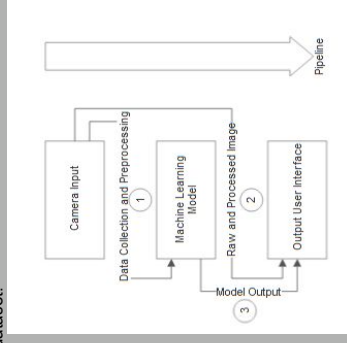 dataset.
Pipeline
Camera Input
Data Collection and Preprocessing
1
Machine Learning
Model
Raw and Processed Image
2
Output User Interface
Model Output
3